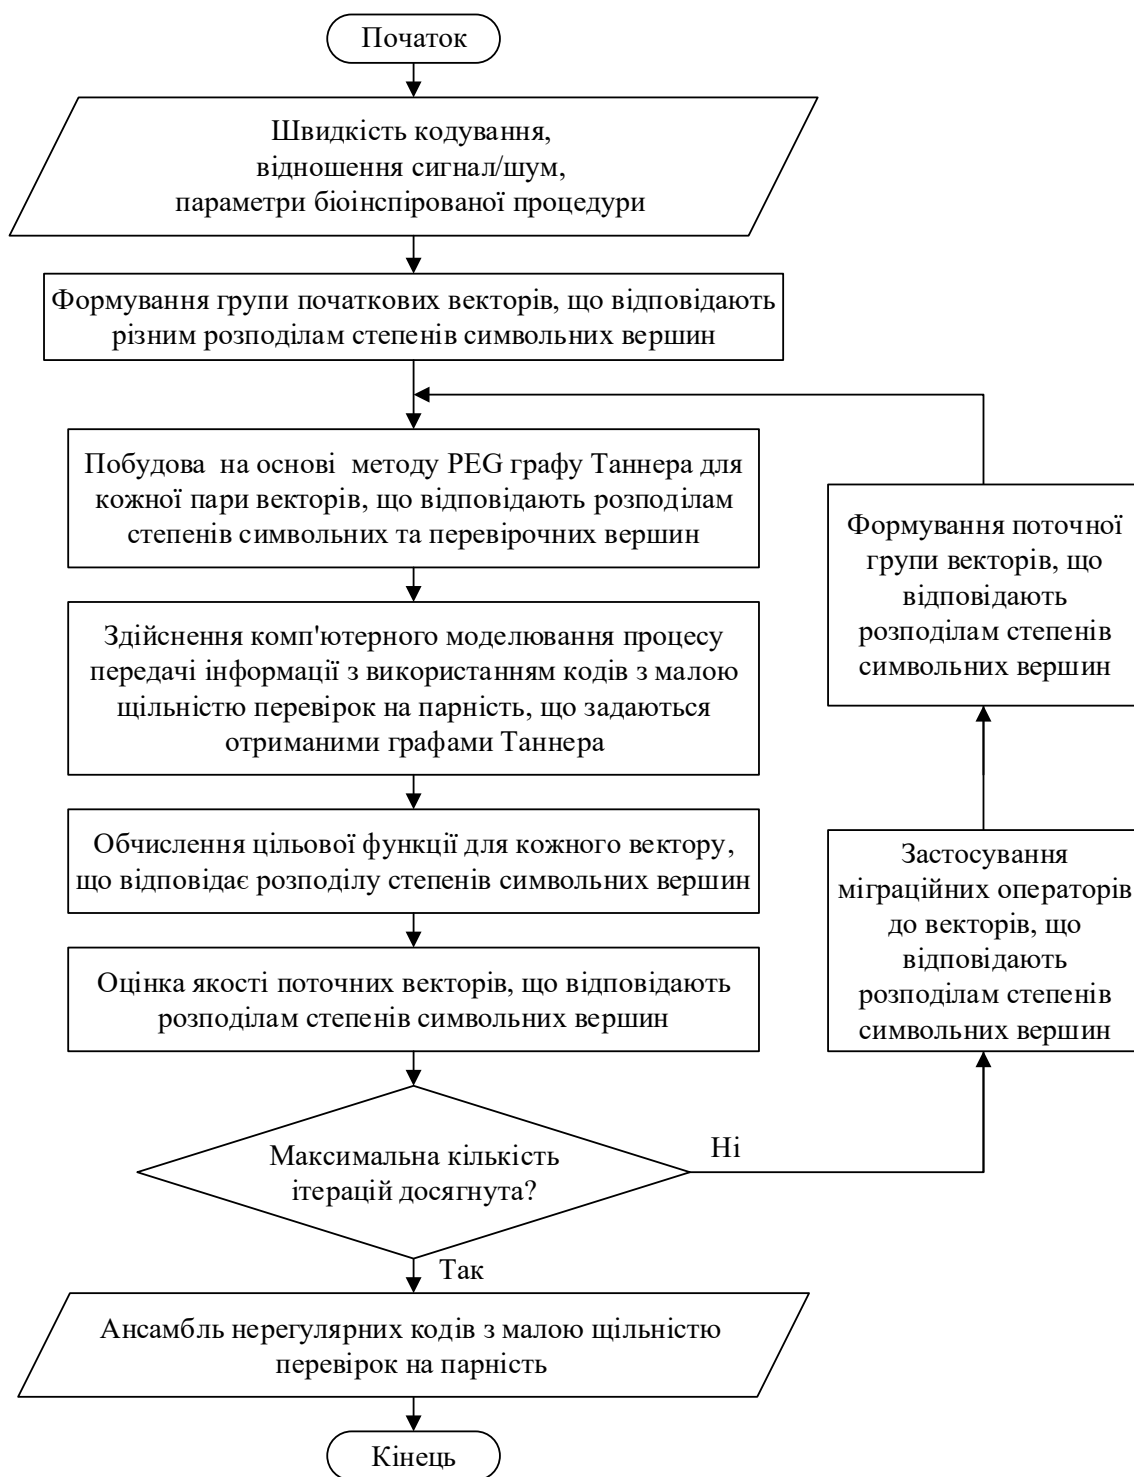 Початок
Швидкість кодування,
відношення сигнал/шум,
параметри біоінспірованої процедури
Формування групи початкових векторів, що відповідають
різним розподілам степенів символьних вершин
Побудова на основі методу PEG графу Таннера для
кожної пари векторів, що відповідають розподілам
степенів символьних та перевірочних вершин
Здійснення комп'ютерного моделювання процесу
передачі інформації з використанням кодів з малою
щільністю перевірок на парність, що задаються
отриманими графами Таннера
Обчислення цільової функції для кожного вектору,
що відповідає розподілу степенів символьних вершин
Оцінка якості поточних векторів, що відповідають
розподілам степенів символьних вершин
Максимальна кількість
ітерацій досягнута?
Ні
Застосування
міграційних операторів
до векторів, що
відповідають
розподілам степенів
символьних вершин
Формування поточної
групи векторів, що
відповідають
розподілам степенів
символьних вершин
Так
Ансамбль нерегулярних кодів з малою щільністю
перевірок на парність
Кінець